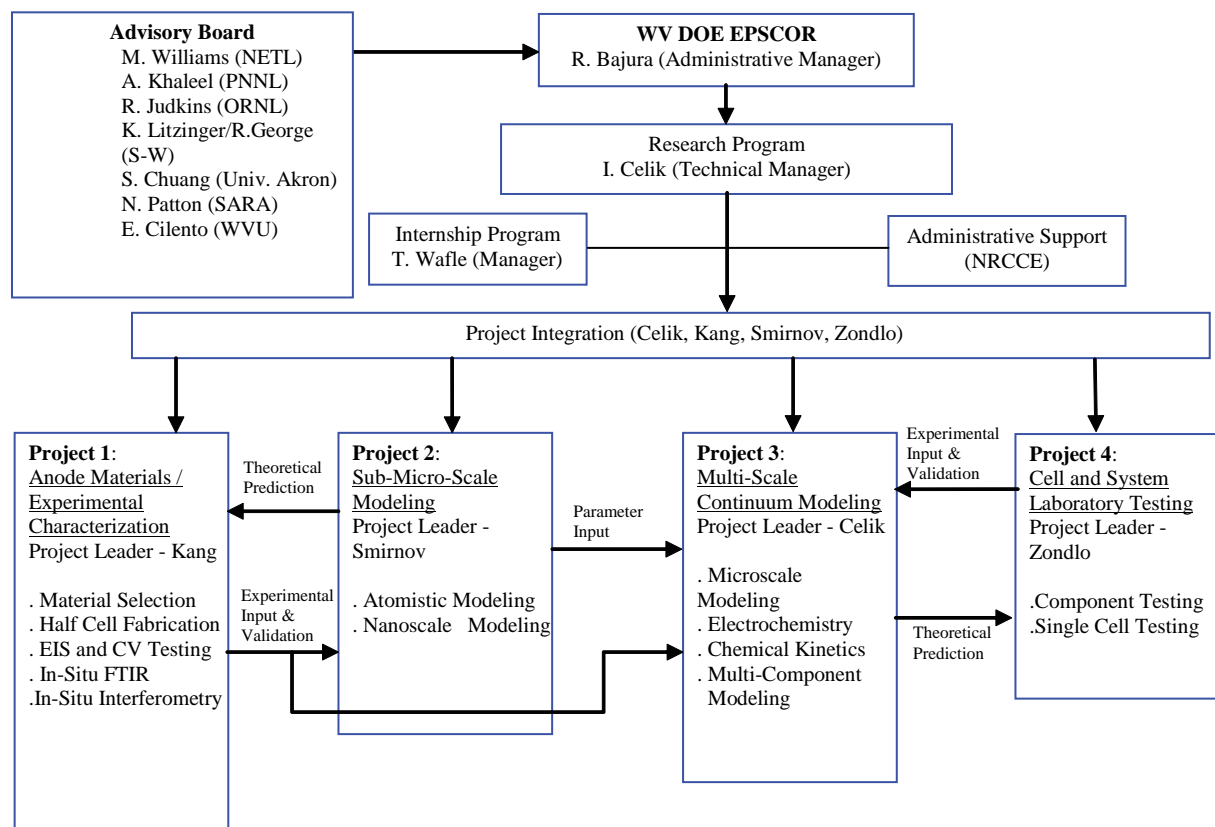 Advisory Board
M. Williams (NETL)
A. Khaleel (PNNL)
R. Judkins (ORNL)
K. Litzinger/R.George
(S-W)
S. Chuang (Univ. Akron)
N. Patton (SARA)
E. Cilento (WVU)
WV DOE EPSCOR
R. Bajura (Administrative Manager)
Research Program
I. Celik (Technical Manager)
Internship Program
T. Wafle (Manager)
Administrative Support
(NRCCE)
Project Integration (Celik, Kang, Smirnov, Zondlo)
Project 1:
Anode Materials /
Experimental
Characterization
Project Leader - Kang
. Material Selection
. Half Cell Fabrication
. EIS and CV Testing
. In-Situ FTIR
.In-Situ Interferometry
Theoretical
Prediction
Experimental
Input &
Validation
Project 2:
Sub-Micro-Scale
Modeling
Project Leader -
Smirnov
. Atomistic Modeling
. Nanoscale Modeling
Parameter
Input
Project 3:
Multi-Scale
Continuum Modeling
Project Leader - Celik
. Microscale
Modeling
. Electrochemistry
. Chemical Kinetics
. Multi-Component
Modeling
Experimental
Input &
Validation
Theoretical
Prediction
Project 4:
Cell and System
Laboratory Testing
Project Leader-
Zondlo
.Component Testing
.Single Cell Testing